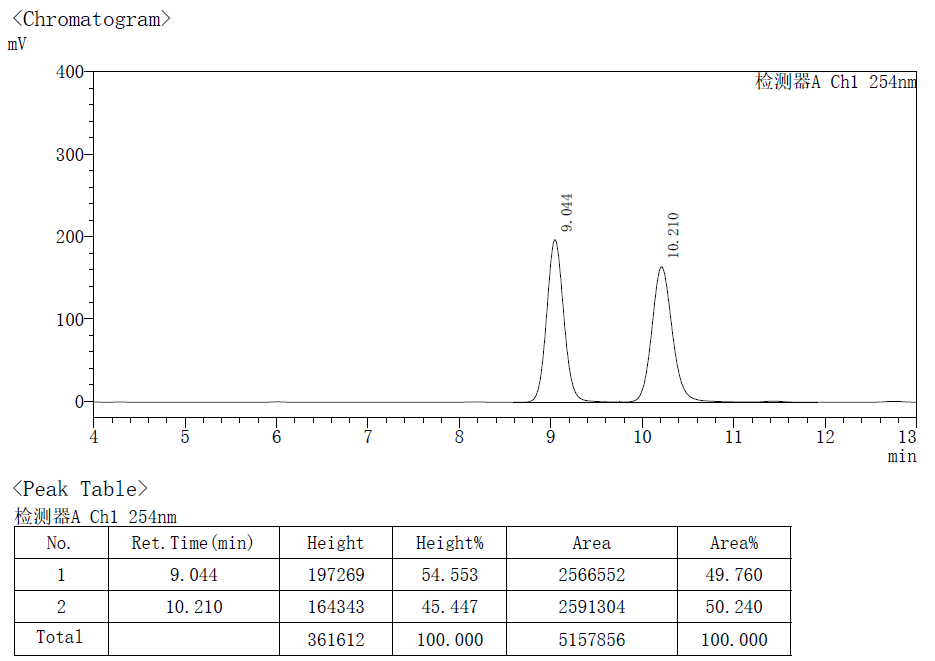 <Chromatogram>
mV
检测器A Ch1 254nm
400
300
200
100
0
9.044
10.210
4 5 6 7 8 9 10 11 12 13
min
<Peak Table>
检测器A Ch1 254nm
No. Ret.Time(min) Height Height% Area Area%
1 9.044 197269 54.553 2566552 49.760
2 10.210 164343 45.447 2591304 50.240
Total 361612 100.000 5157856 100.000